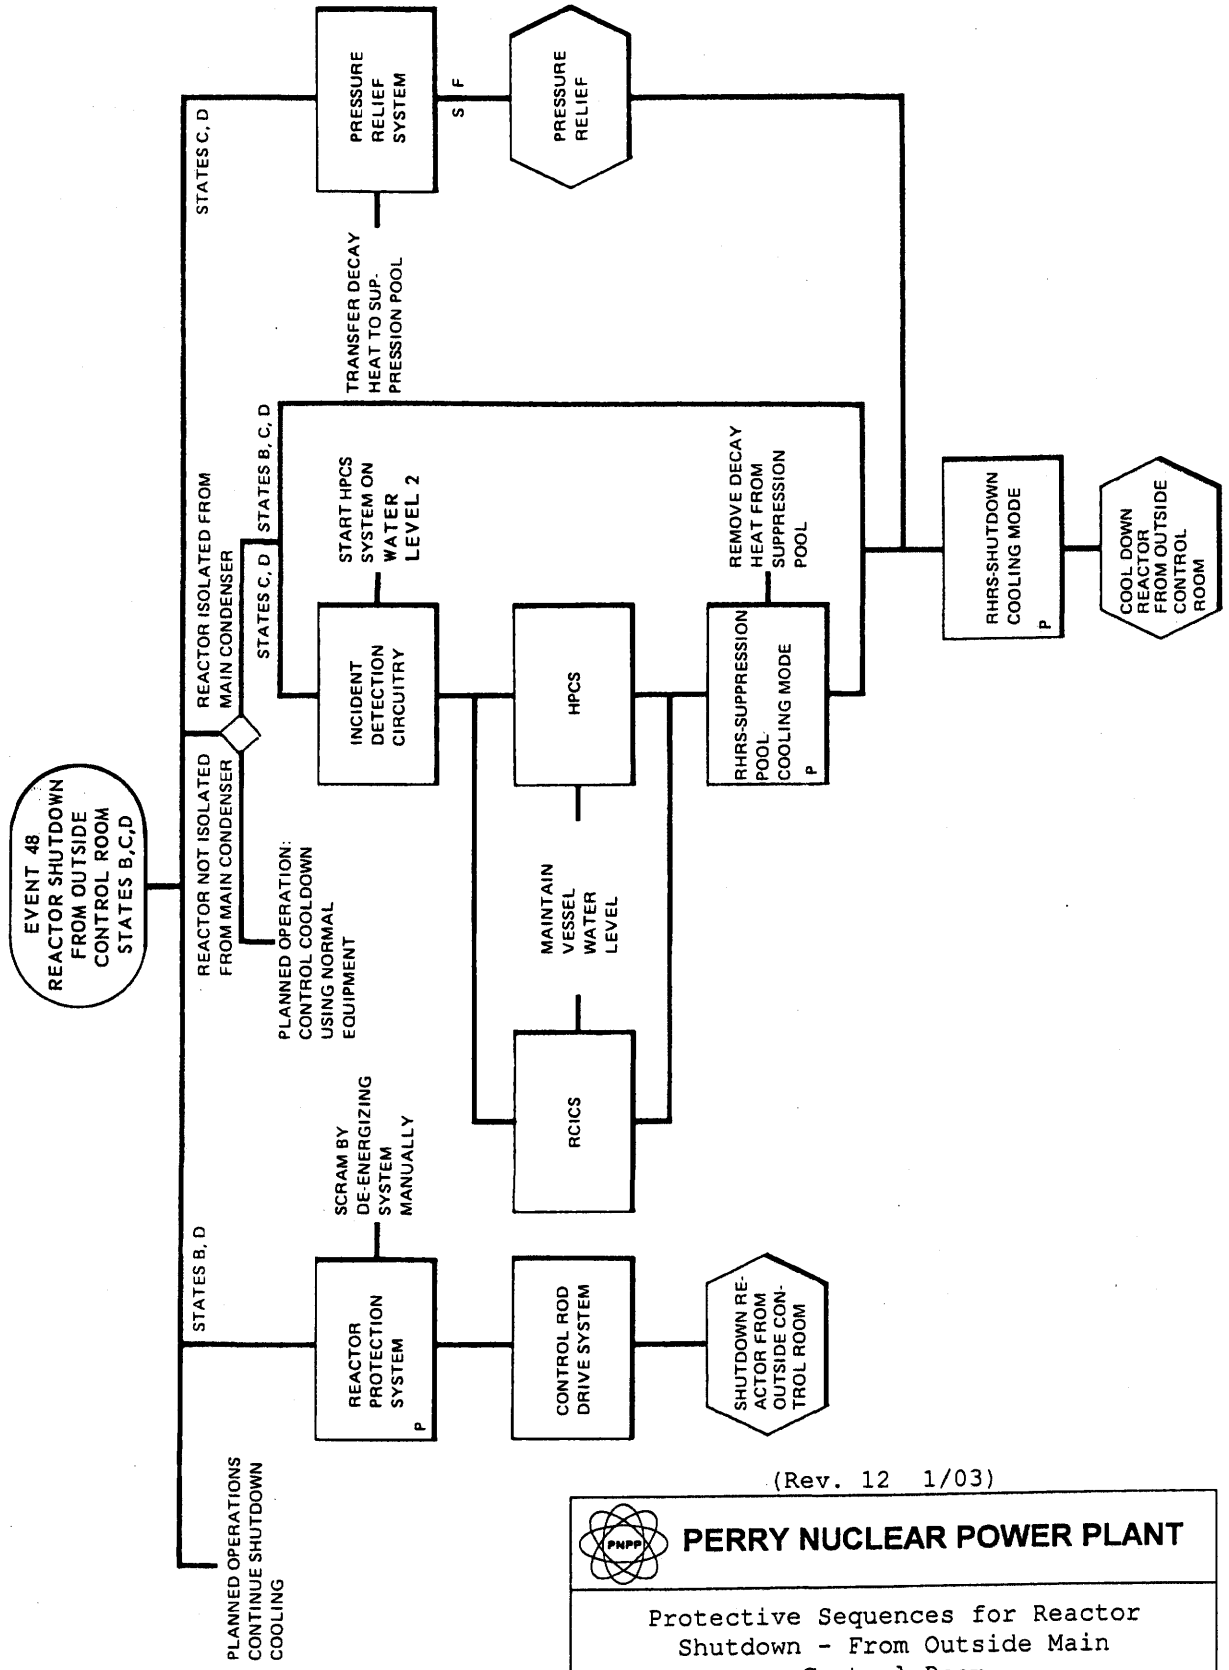 EVENT 48
REACTOR SHUTDOWN
FROM OUTSIDE
CONTROL ROOM
STATES B,C,D
PLANNED OPERATIONS
CONTINUE SHUTDOWN
COOLING
STATES B, D
REACTOR
PROTECTION
SYSTEM
P
SCRAM BY
DE-ENERGIZING
SYSTEM
MANUALLY
CONTROL ROD
DRIVE SYSTEM
SHUTDOWN RE-
ACTOR FROM
OUTSIDE CON-
TROL ROOM
REACTOR NOT ISOLATED
FROM MAIN CONDENSER
PLANNED OPERATION:
CONTROL COOLDOWN
USING NORMAL
EQUIPMENT
REACTOR ISOLATED FROM
MAIN CONDENSER
STATES C, D
STATES B, C, D
INCIDENT
DETECTION
CIRCUITRY
START HPCS
SYSTEM ON
WATER
LEVEL 2
RCICS
MAINTAIN
VESSEL
WATER
LEVEL
HPCS
RHRS-SUPPRESSION
POOL
COOLING MODE
P
REMOVE DECAY
HEAT FROM
SUPPRESSION
POOL
STATES C, D
TRANSFER DECAY
HEAT TO SUP-
PRESSION POOL
PRESSURE
RELIEF
SYSTEM
S F
PRESSURE
RELIEF
RHRS-SHUTDOWN
COOLING MODE
P
COOL DOWN
REACTOR
FROM OUTSIDE
CONTROL
ROOM
(Rev. 12 1/03)
PNPP
PERRY NUCLEAR POWER PLANT
Protective Sequences for Reactor
Shutdown - From Outside Main